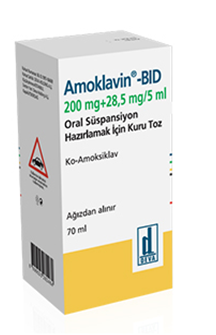 Amoklavin®-BID
200 mg+28,5 mg/5 ml
Oral Süspansiyon
Hazırlamak İçin Kuru Toz
Ko-Amoksiklav
Ağızdan alınır
70 ml
DEVA